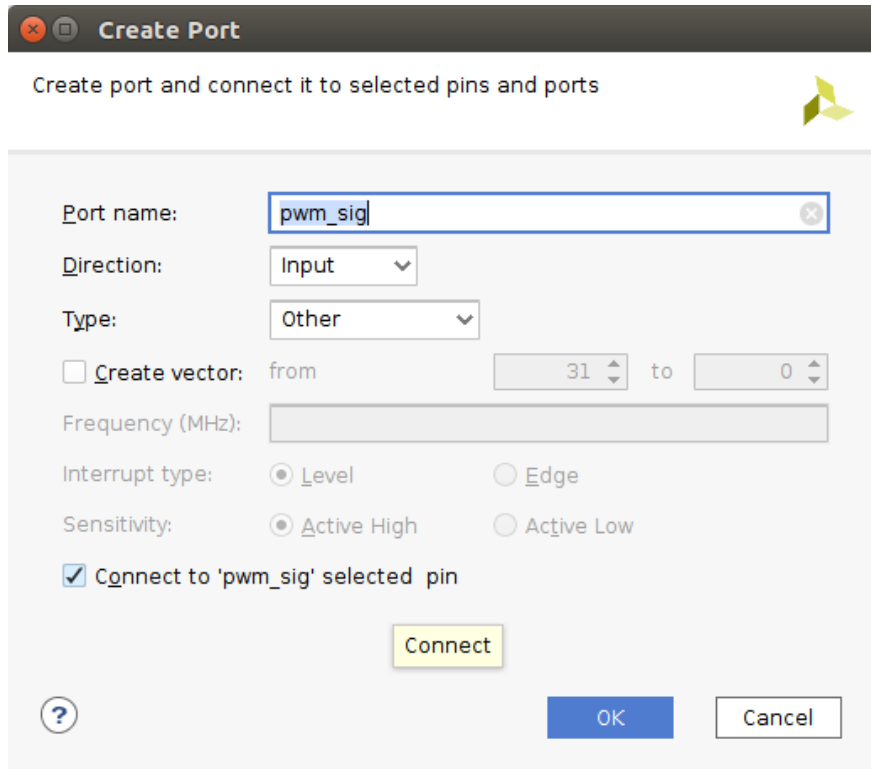 Create Port
Create port and connect it to selected pins and ports
Port name: pwm_sig
Direction: Input
Type: Other
Create vector: from 31 to 0
Frequency (MHz):
Interrupt type: Level Edge
Sensitivity: Active High Active Low
Connect to 'pwm_sig' selected pin
Connect
? OK Cancel